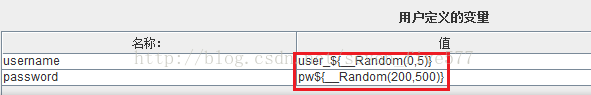 用户定义的变量
名称: 值
username user_${__Random(0,5)}
password pw${__Random(200,500)}